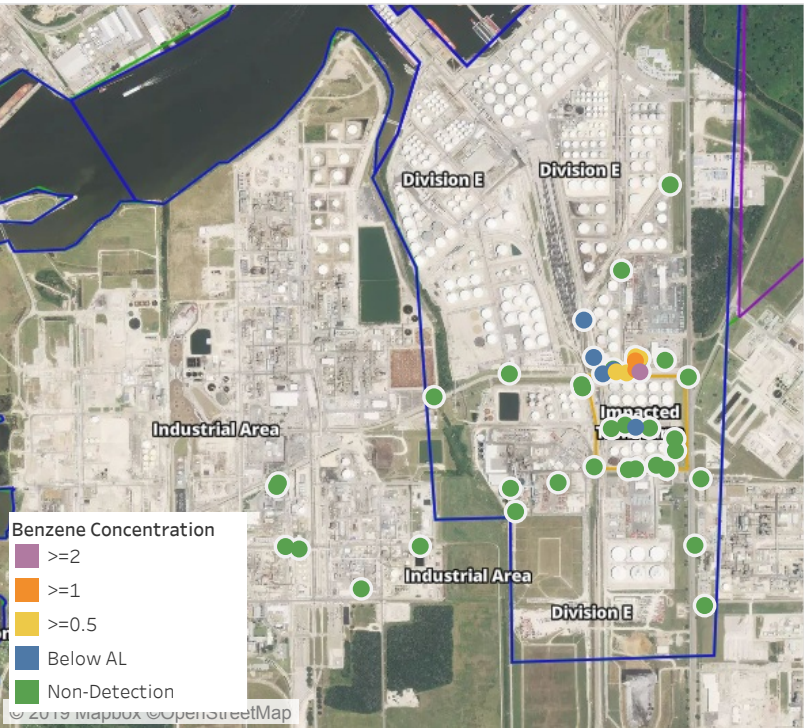 Division E
Division E
Impacted
Industrial Area
Industrial Area
Division E
Benzene Concentration
>=2
>=1
>=0.5
Below AL
Non-Detection
© 2019 Mapbox ©OpenStreetMap